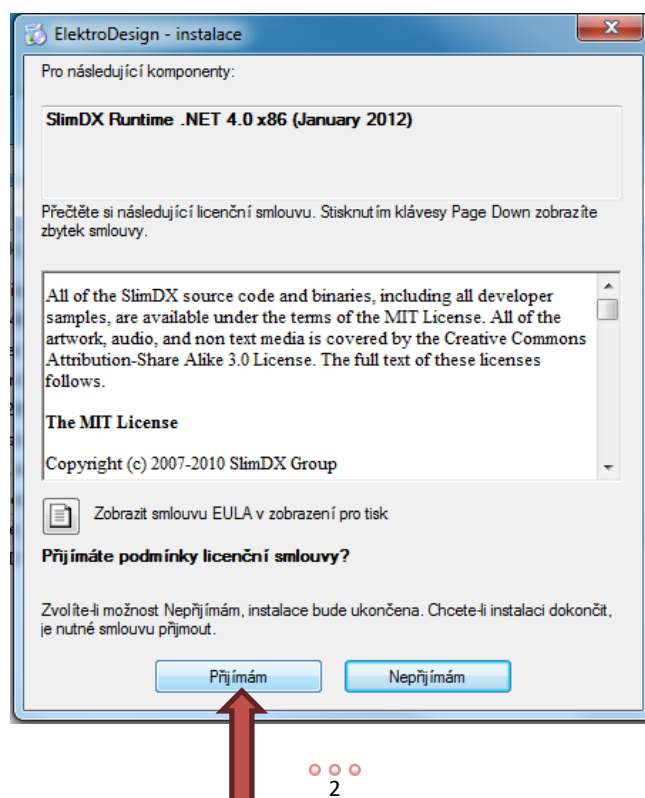 ElektroDesign - instalace
Pro následující komponenty:
SlimDX Runtime .NET 4.0 x86 (January 2012)
Přečtěte si následující licenční smlouvu. Stisknutím klávesy Page Down zobrazíte
zbytek smlouvy.
All of the SlimDX source code and binaries, including all developer
samples, are available under the terms of the MIT License. All of the
artwork, audio, and non text media is covered by the Creative Commons
Attribution-Share Alike 3.0 License. The full text of these licenses
follows.
The MIT License
Copyright (c) 2007-2010 SlimDX Group
Zobrazit smlouvu EULA v zobrazení pro tisk
Přijímáte podmínky licenční smlouvy?
Zvolíte-li možnost Nepřijímám, instalace bude ukončena. Chcete-li instalaci dokončit,
je nutné smlouvu přijmout.
Přijímám
Nepřijímám
2